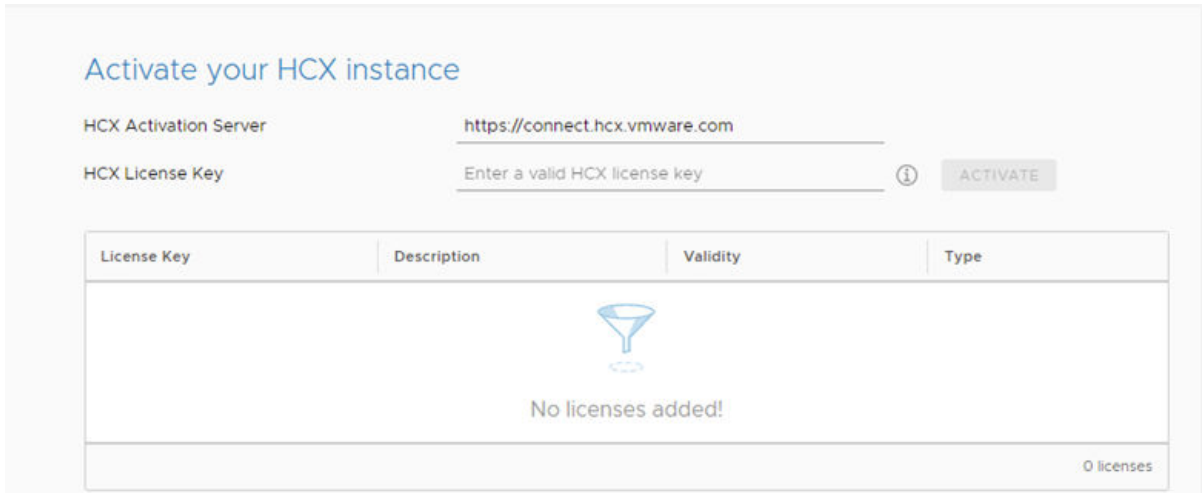 Activate your HCX instance
HCX Activation Server https://connect.hcx.vmware.com
HCX License Key Enter a valid HCX license key ACTIVATE
License Key Description Validity Type
No licenses added!
0 licenses